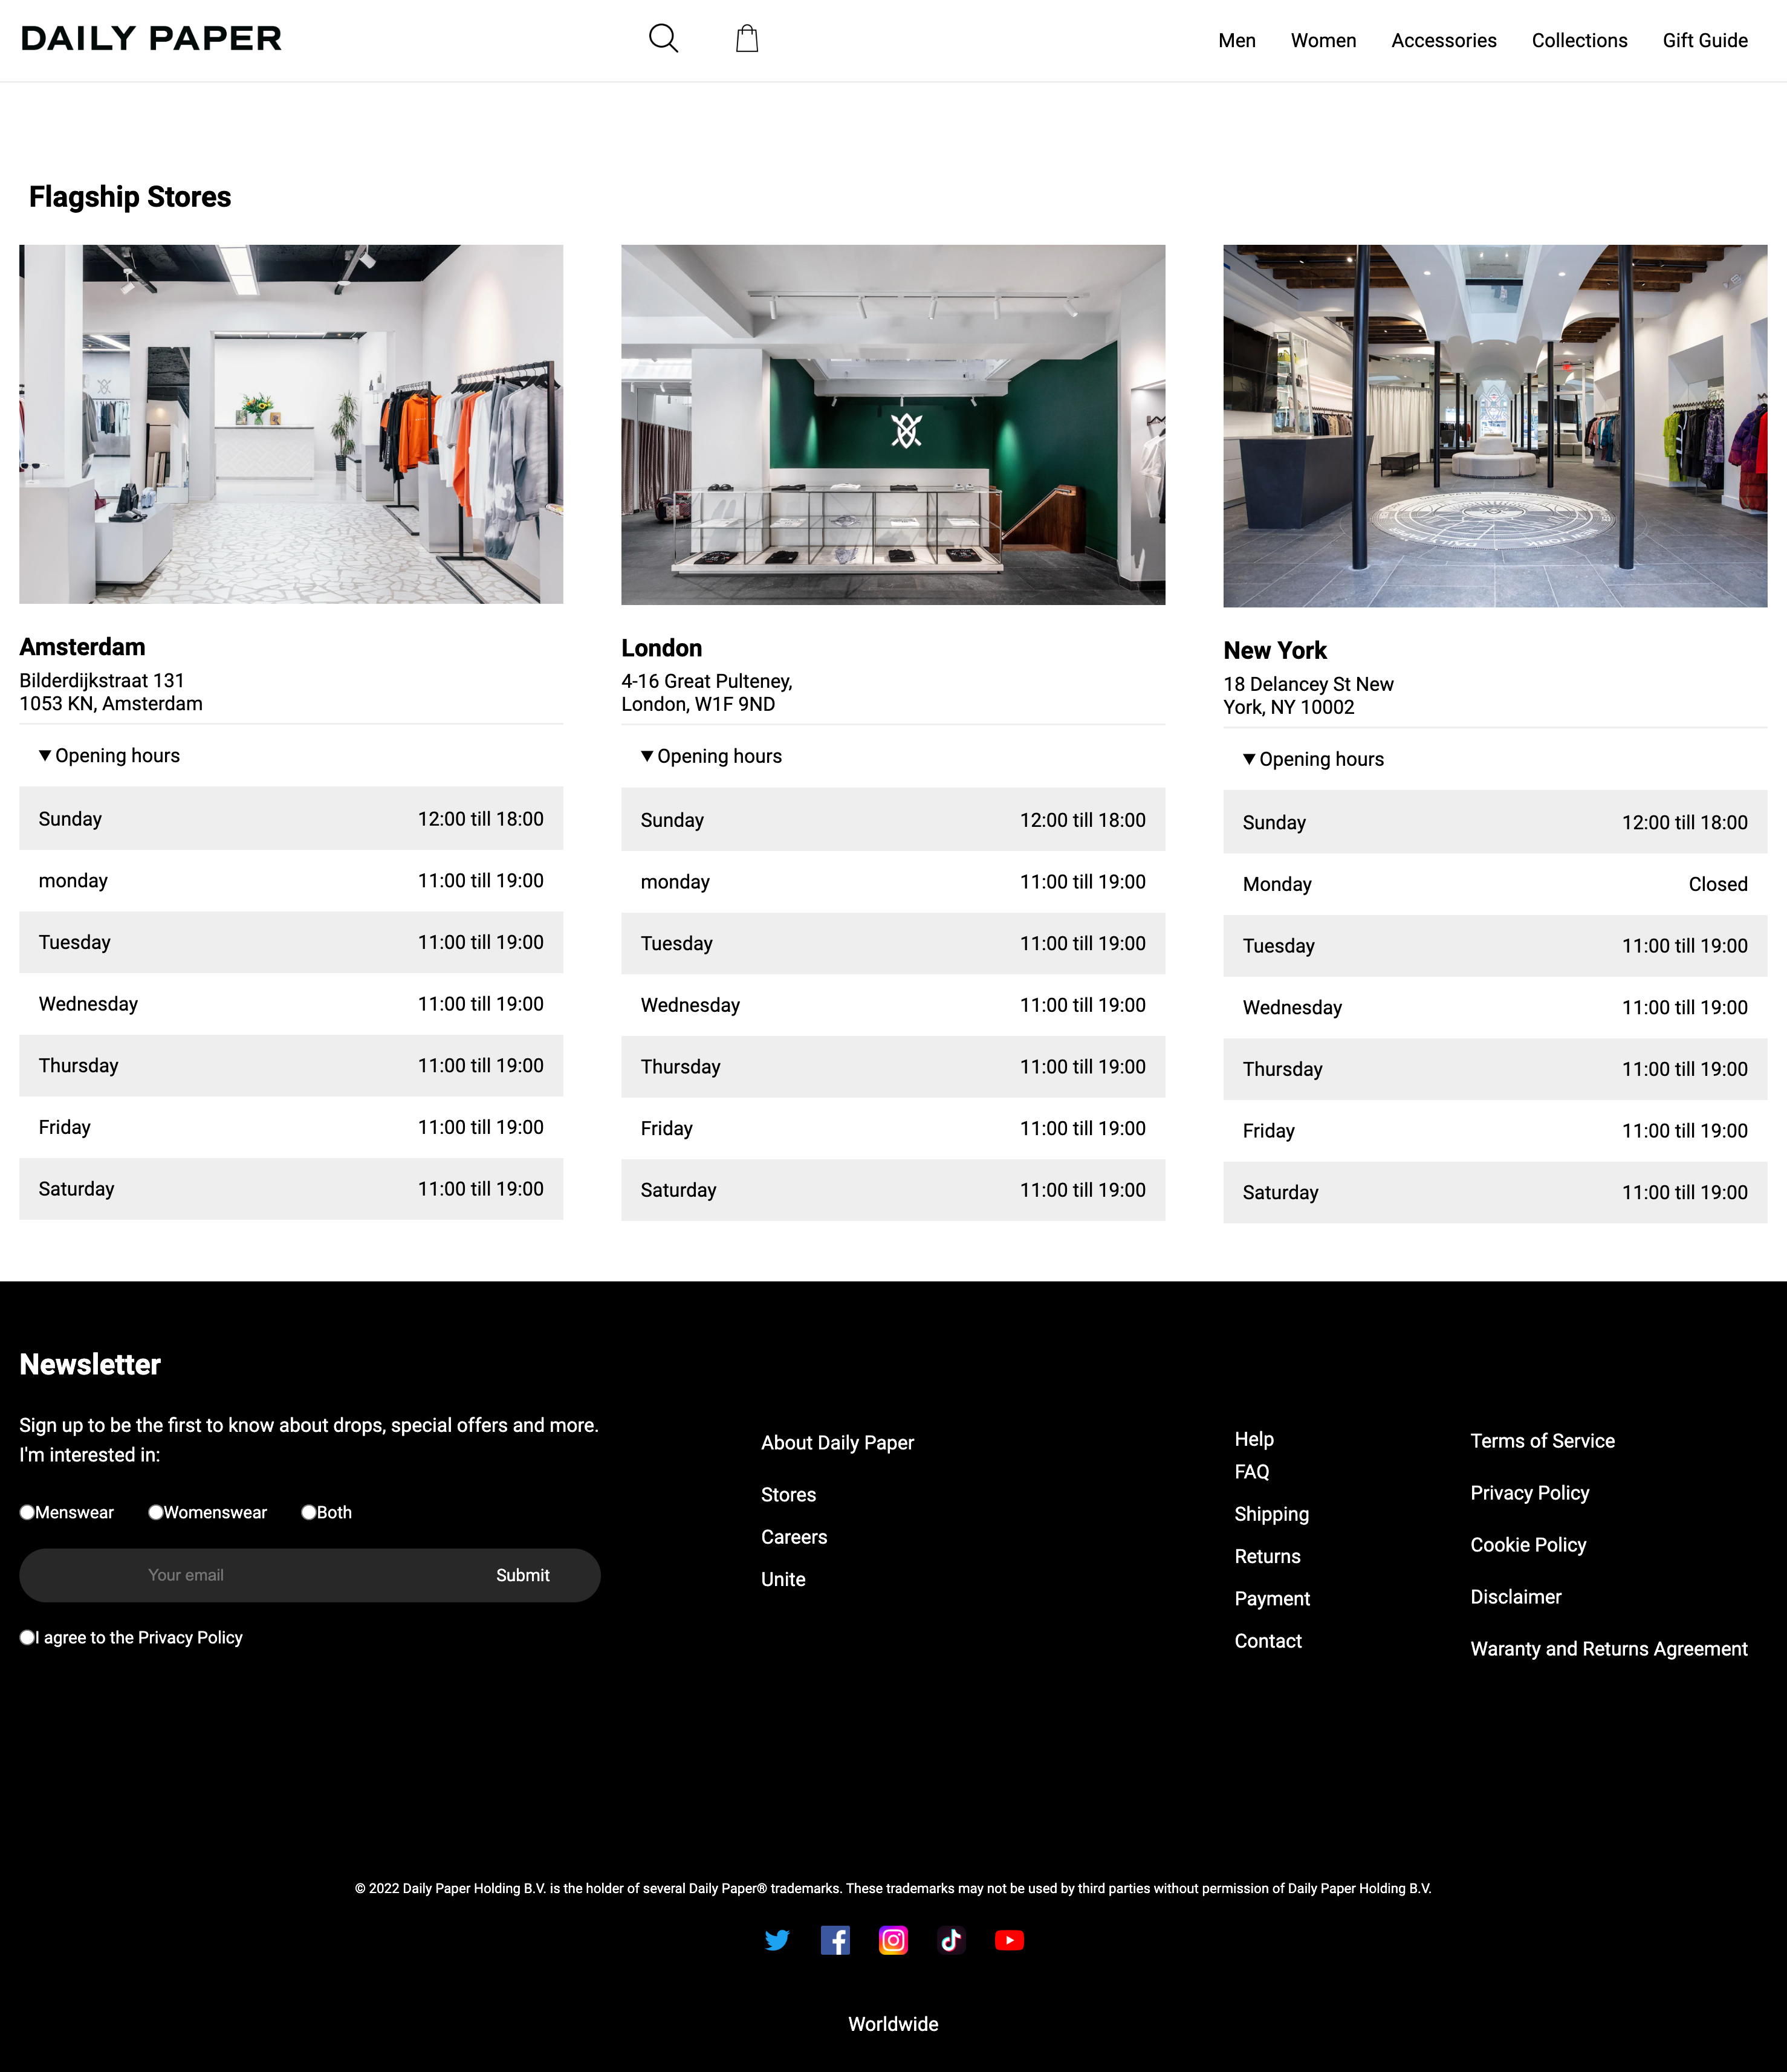 DAILY PAPER
Men Women Accessories Collections Gift Guide
Flagship Stores
Amsterdam
Bilderdijkstraat 131
1053 KN, Amsterdam
▼ Opening hours
Sunday 12:00 till 18:00
monday 11:00 till 19:00
Tuesday 11:00 till 19:00
Wednesday 11:00 till 19:00
Thursday 11:00 till 19:00
Friday 11:00 till 19:00
Saturday 11:00 till 19:00
London
4-16 Great Pulteney,
London, W1F 9ND
▼ Opening hours
Sunday 12:00 till 18:00
monday 11:00 till 19:00
Tuesday 11:00 till 19:00
Wednesday 11:00 till 19:00
Thursday 11:00 till 19:00
Friday 11:00 till 19:00
Saturday 11:00 till 19:00
New York
18 Delancey St New
York, NY 10002
▼ Opening hours
Sunday 12:00 till 18:00
Monday Closed
Tuesday 11:00 till 19:00
Wednesday 11:00 till 19:00
Thursday 11:00 till 19:00
Friday 11:00 till 19:00
Saturday 11:00 till 19:00
Newsletter
Sign up to be the first to know about drops, special offers and more.
I'm interested in:
Menswear Womenswear Both
Your email Submit
I agree to the Privacy Policy
About Daily Paper
Stores
Careers
Unite
Help
FAQ
Shipping
Returns
Payment
Contact
Terms of Service
Privacy Policy
Cookie Policy
Disclaimer
Waranty and Returns Agreement
© 2022 Daily Paper Holding B.V. is the holder of several Daily Paper® trademarks. These trademarks may not be used by third parties without permission of Daily Paper Holding B.V.
Worldwide